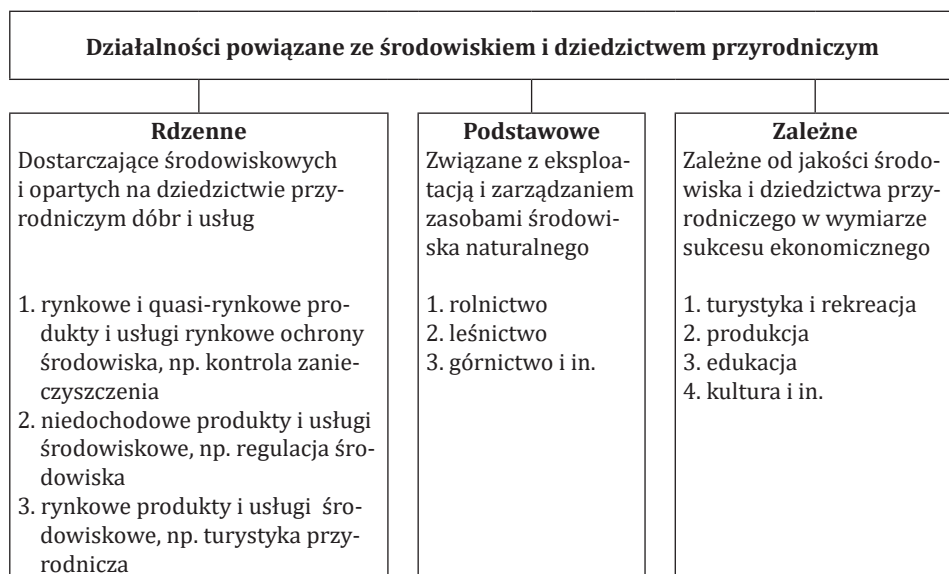 Działalności powiązane ze środowiskiem i dziedzictwem przyrodniczym
Rdzenne
Dostarczające środowiskowych
i opartych na dziedzictwie przy-
rodniczym dóbr i usług
1. rynkowe i quasi-rynkowe pro-
dukty i usługi rynkowe ochrony
środowiska, np. kontrola zanie-
czyszczenia
2. niedochodowe produkty i usługi
środowiskowe, np. regulacja śro-
dowiska
3. rynkowe produkty i usługi śro-
dowiskowe, np. turystyka przy-
rodnicza
Podstawowe
Związane z eksploa-
tacją i zarządzaniem
zasobami środowi-
ska naturalnego
1. rolnictwo
2. leśnictwo
3. górnictwo i in.
Zależne
Zależne od jakości środo-
wiska i dziedzictwa przy-
rodniczego w wymiarze
sukcesu ekonomicznego
1. turystyka i rekreacja
2. produkcja
3. edukacja
4. kultura i in.